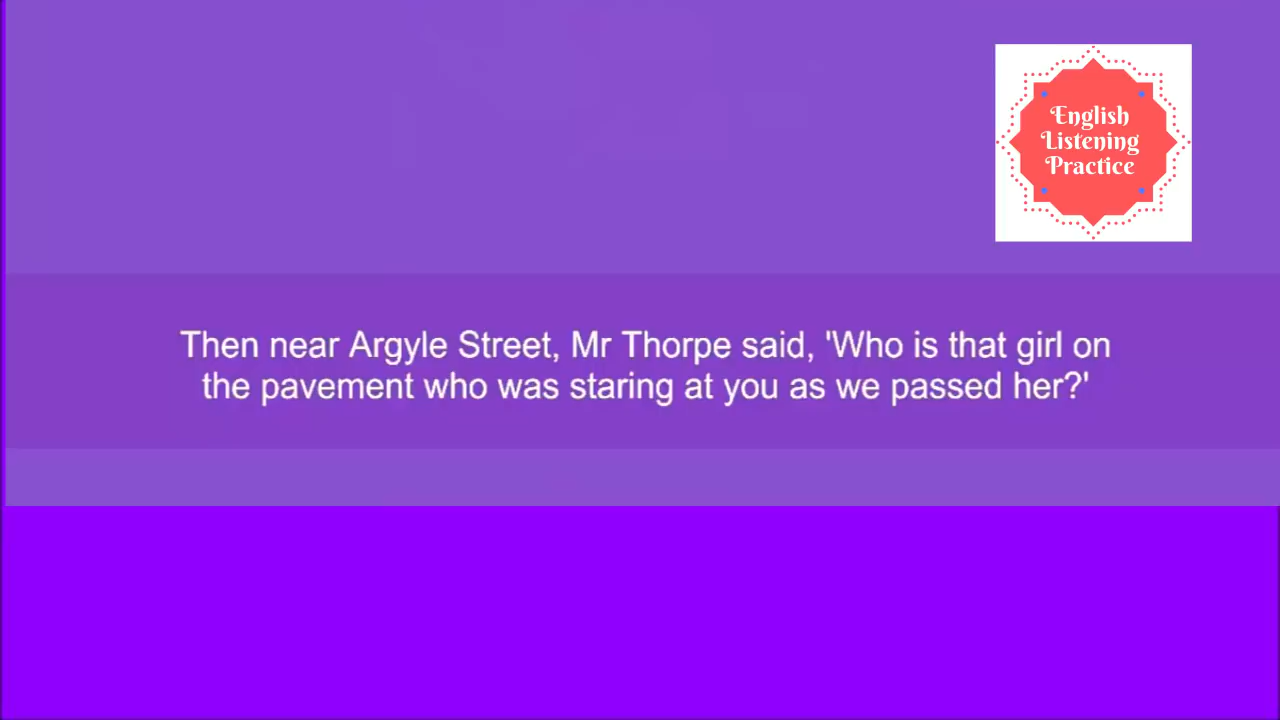 English
Listening
Practice
Then near Argyle Street, Mr Thorpe said, 'Who is that girl on
the pavement who was staring at you as we passed her?'